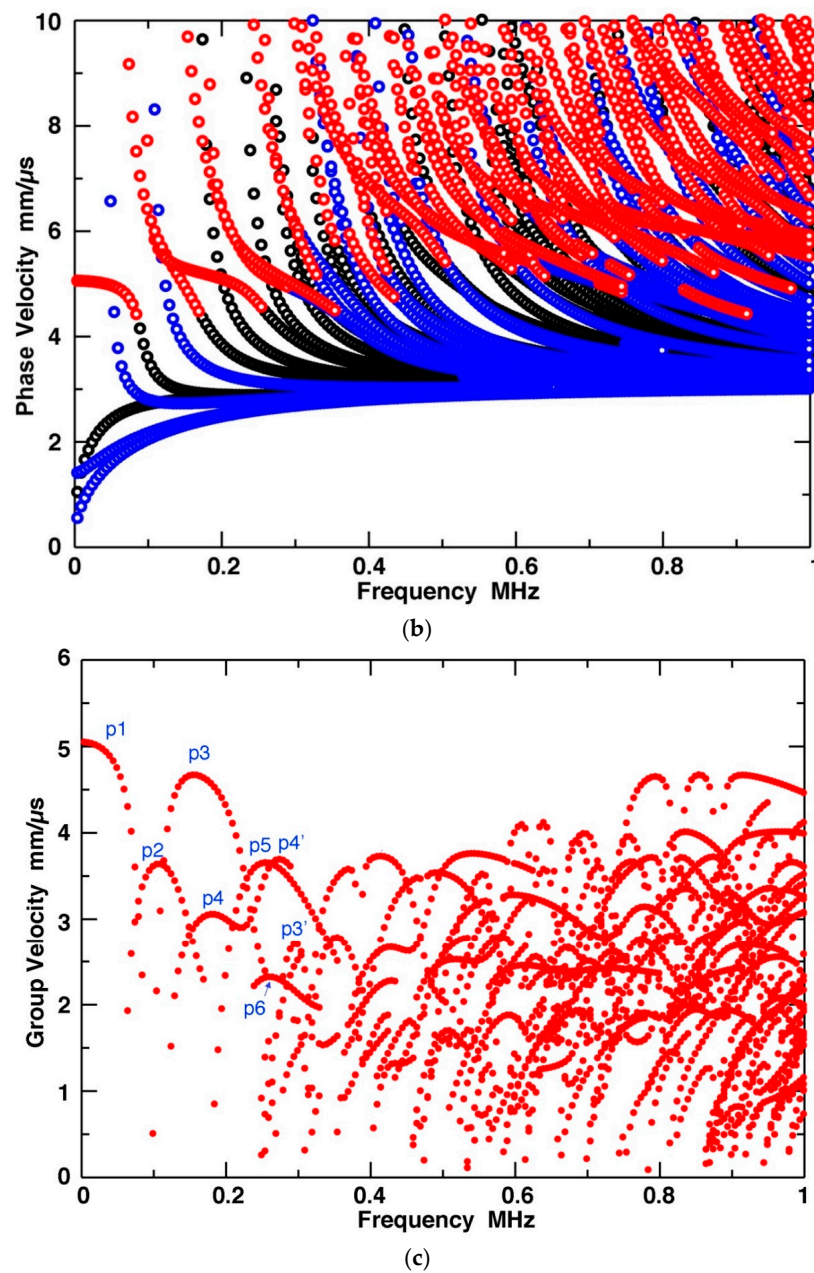 10
8
6
4
2
0
Phase Velocity mm/µs
0 0.2 0.4 0.6 0.8 1
Frequency MHz
(b)
6
5
4
3
2
1
0
Group Velocity mm/µs
p1
p3
p2
p5 p4'
p4
p3'
p6
0 0.2 0.4 0.6 0.8 1
Frequency MHz
(c)